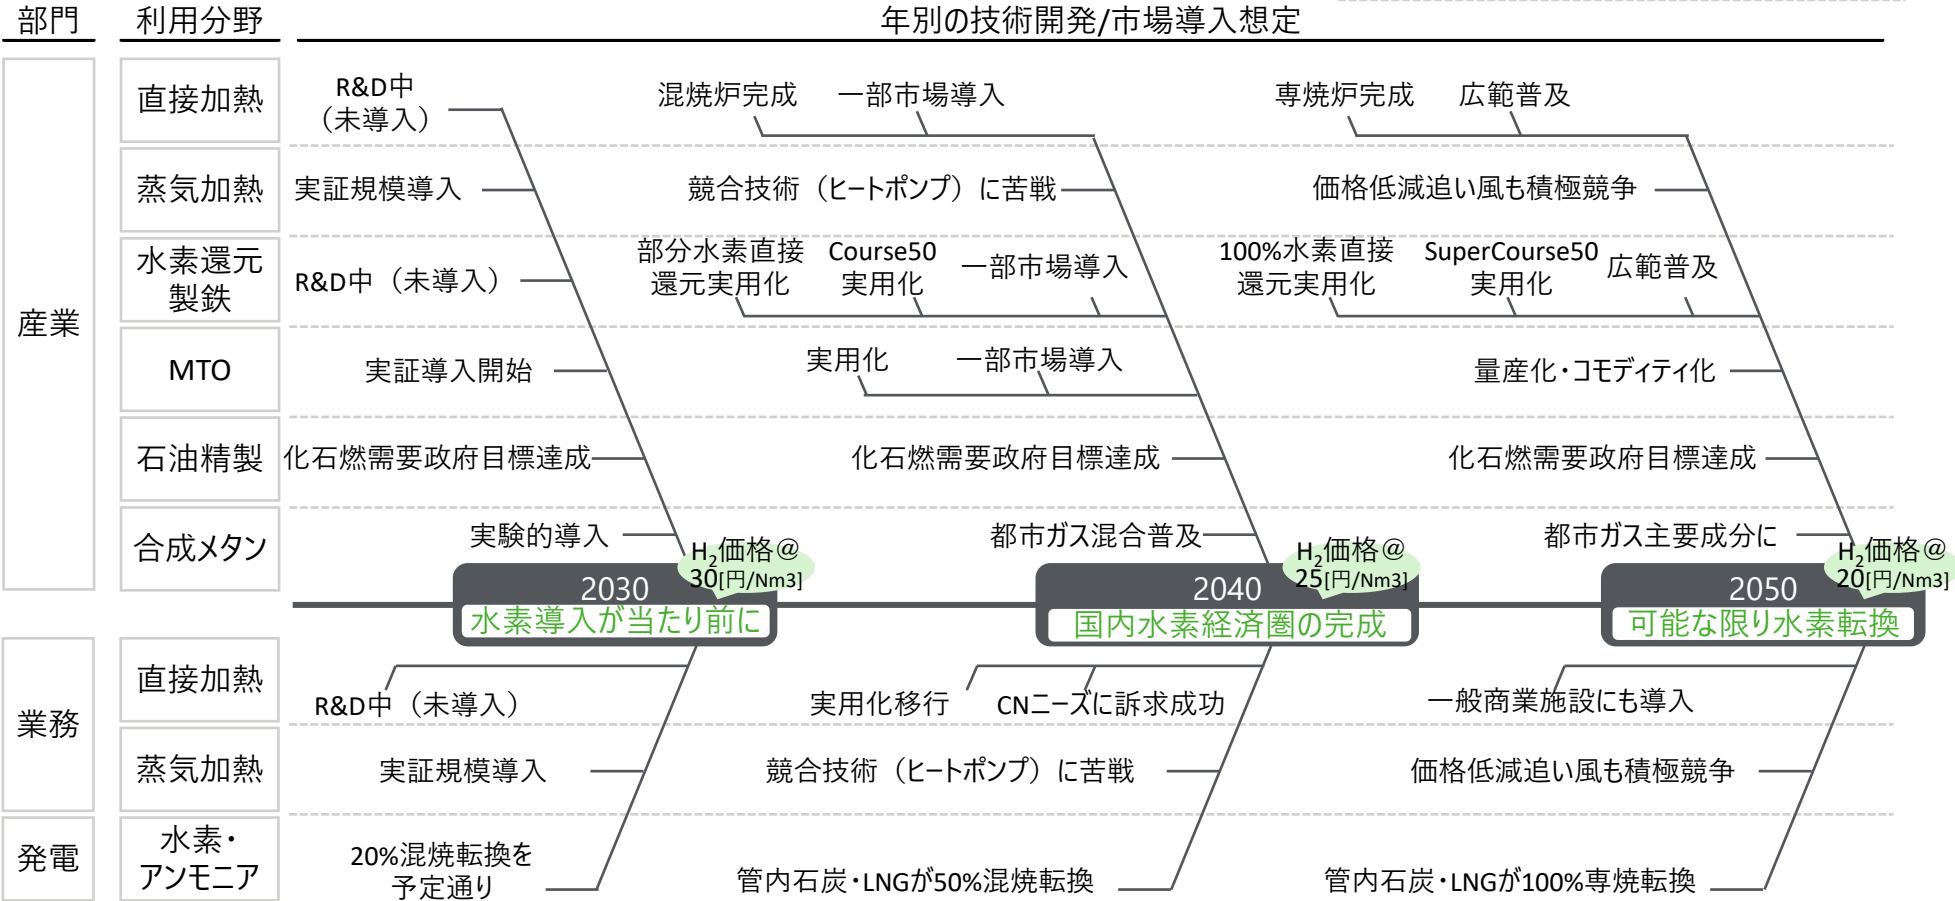 部門 利用分野 年別の技術開発/市場導入想定
産業
直接加熱
R&D中
（未導入）
混焼炉完成 一部市場導入
専焼炉完成 広範普及
蒸気加熱
実証規模導入
競合技術（ヒートポンプ）に苦戦
価格低減追い風も積極競争
水素還元
製鉄
R&D中（未導入）
部分水素直接
還元実用化
Course50
実用化
一部市場導入
100%水素直接
還元実用化
SuperCourse50
実用化
広範普及
MTO
実証導入開始
実用化 一部市場導入
量産化・コモディティ化
石油精製
化石燃需要政府目標達成
化石燃需要政府目標達成
化石燃需要政府目標達成
合成メタン
実験的導入
都市ガス混合普及
都市ガス主要成分に
H2価格@
30[円/Nm3]
2030
水素導入が当たり前に
H2価格@
25[円/Nm3]
2040
国内水素経済圏の完成
H2価格@
20[円/Nm3]
2050
可能な限り水素転換
業務
直接加熱
R&D中（未導入）
実用化移行 CNニーズに訴求成功
一般商業施設にも導入
蒸気加熱
実証規模導入
競合技術（ヒートポンプ）に苦戦
価格低減追い風も積極競争
発電
水素・
アンモニア
20%混焼転換を
予定通り
管内石炭・LNGが50%混焼転換
管内石炭・LNGが100%専焼転換